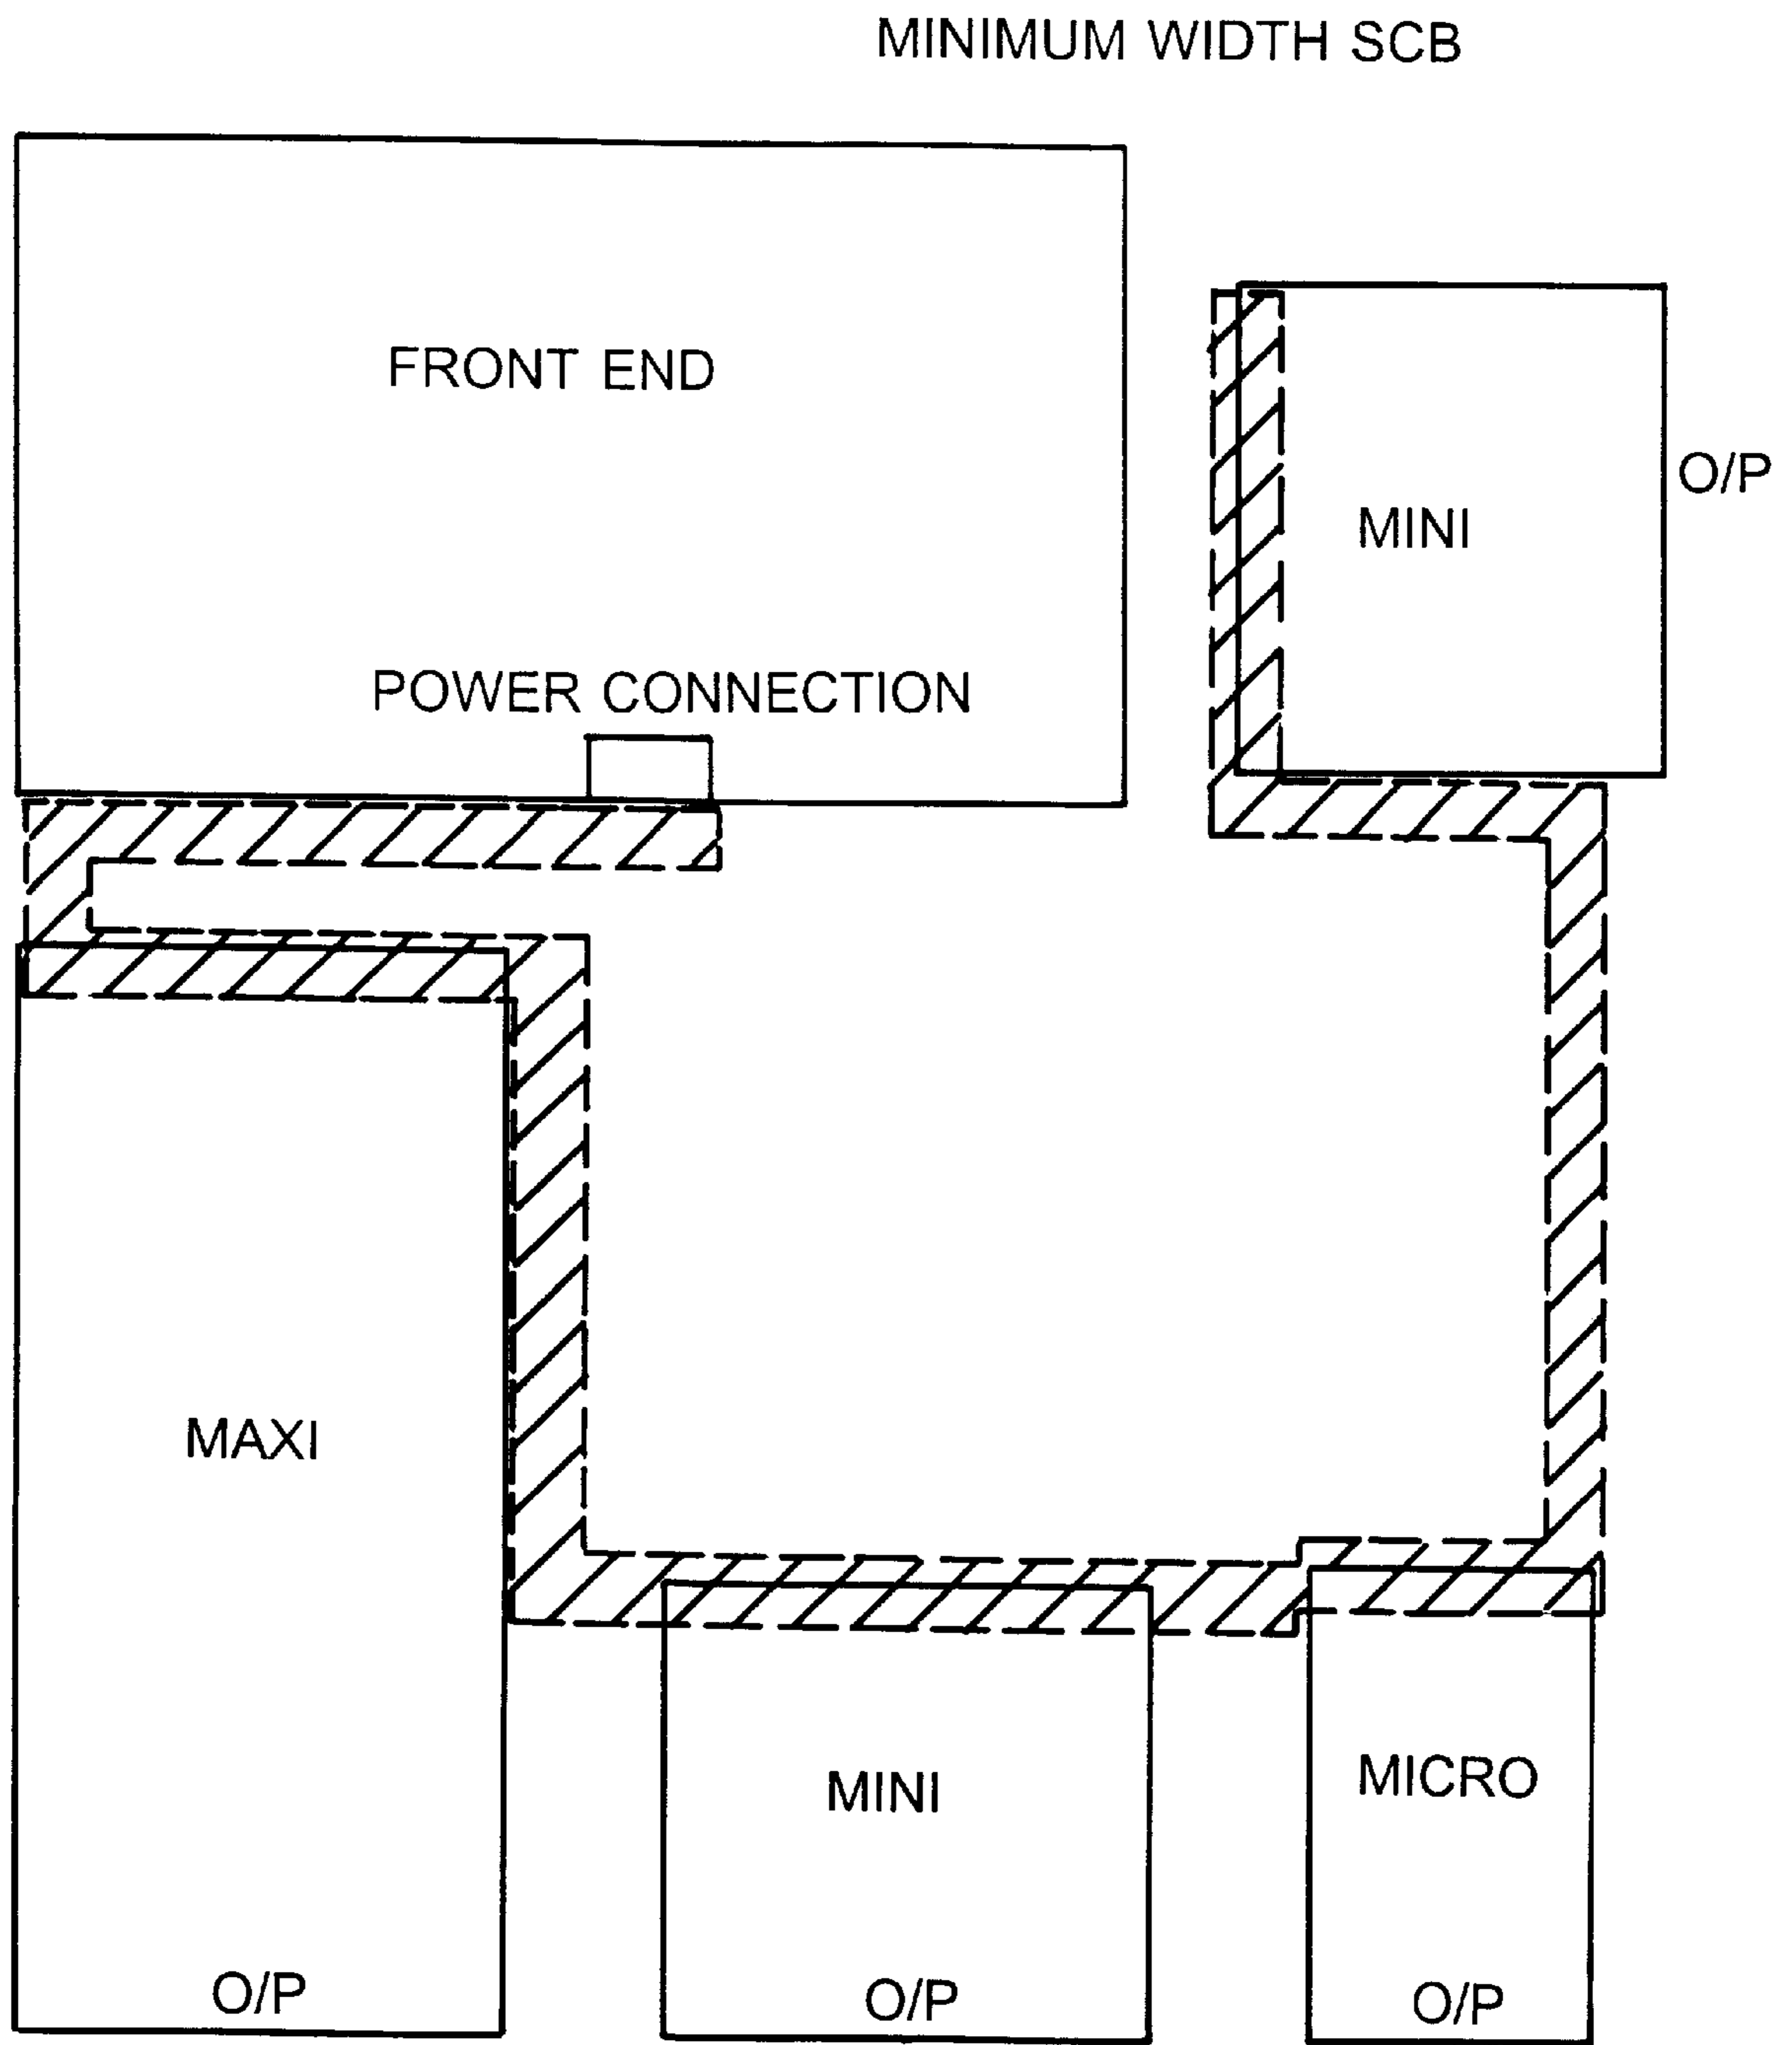 MINIMUM WIDTH SCB
FRONT END
O/P
MINI
POWER CONNECTION
MAXI
MINI
MICRO
O/P
O/P
O/P